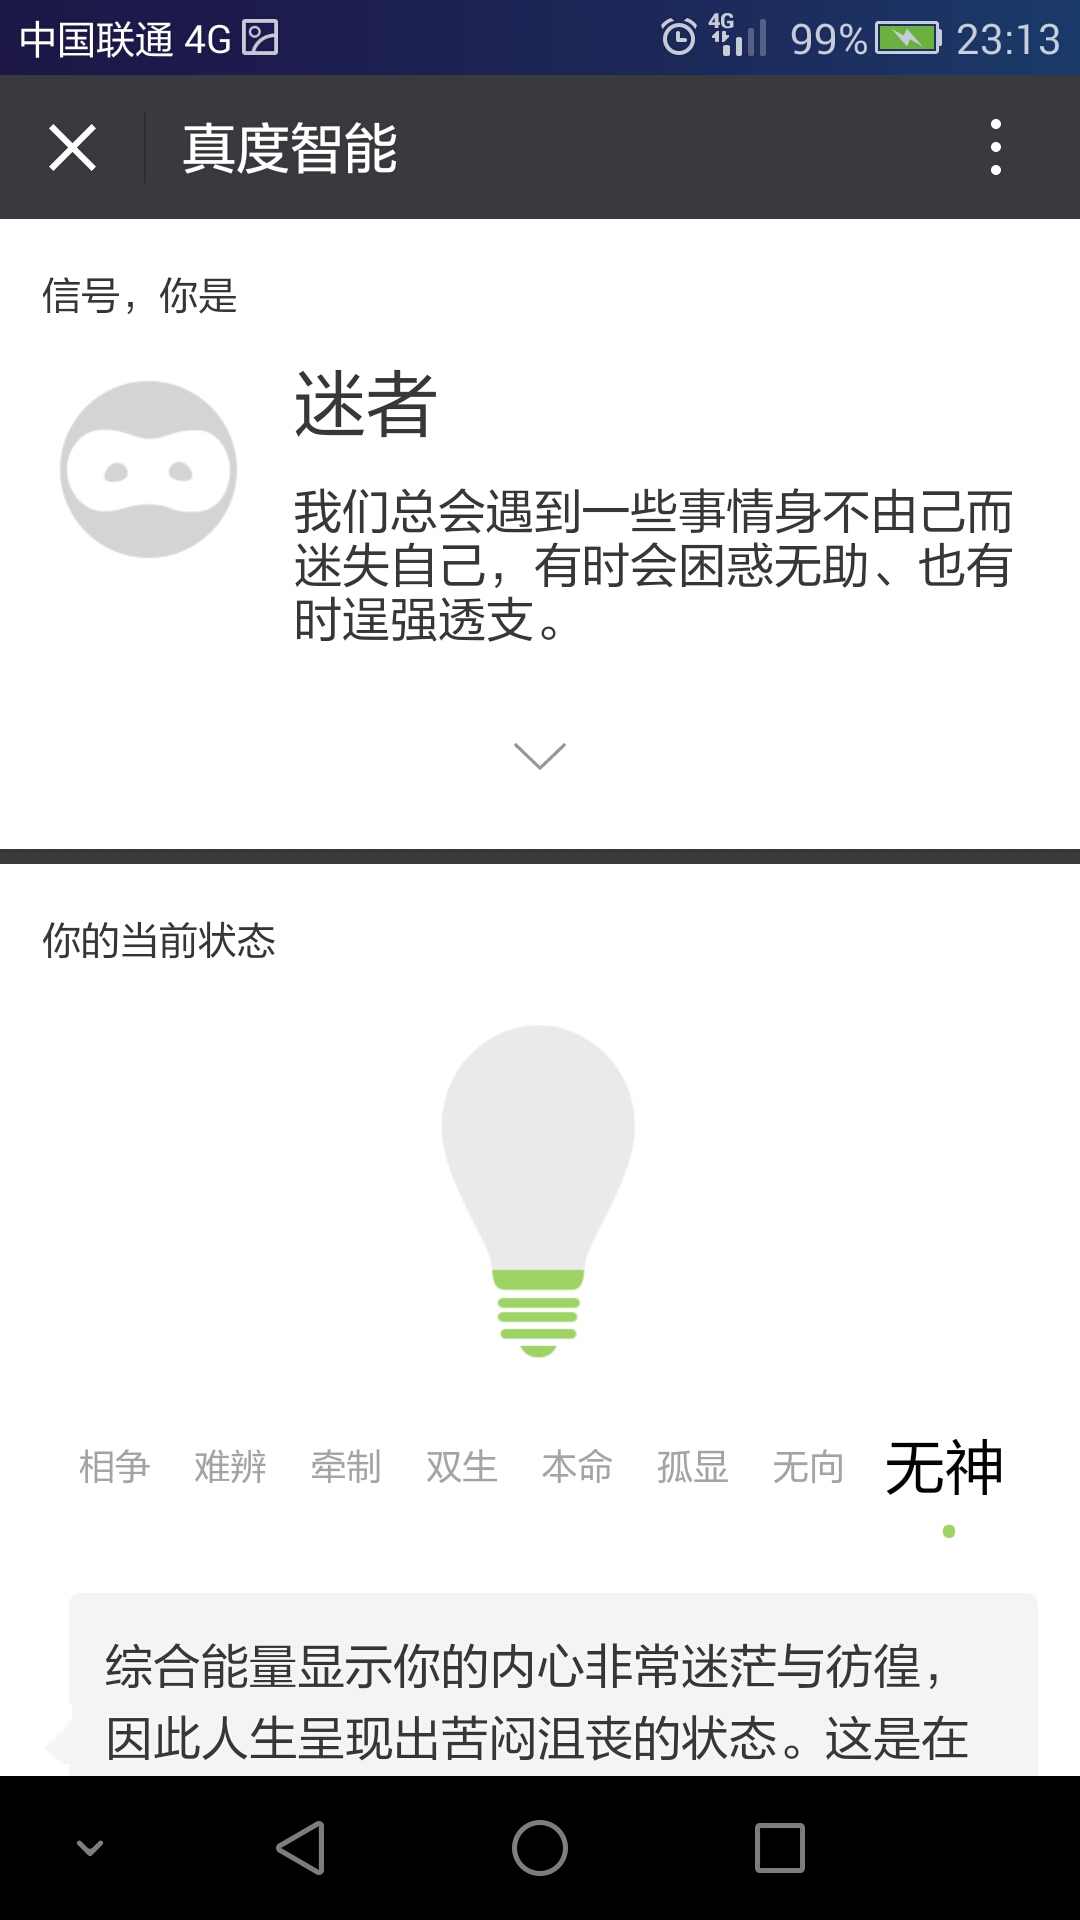 中国联通 4G 4G 99% 23:13
真度智能
信号，你是
迷者
我们总会遇到一些事情身不由己而
迷失自己，有时会困惑无助、也有
时逞强透支。
你的当前状态
相争 难辨 牵制 双生 本命 孤显 无向 无神
综合能量显示你的内心非常迷茫与彷徨，
因此人生呈现出苦闷沮丧的状态。这是在